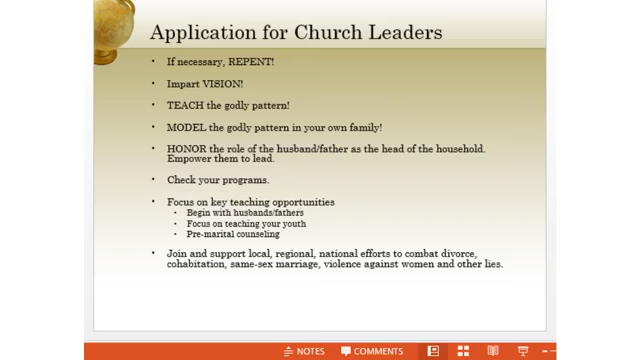 Application for Church Leaders
• If necessary, REPENT!
• Impart VISION!
• TEACH the godly pattern!
• MODEL the godly pattern in your own family!
• HONOR the role of the husband/father as the head of the household.
Empower them to lead.
• Check your programs.
• Focus on key teaching opportunities
• Begin with husbands/fathers
• Focus on teaching your youth
• Pre-marital counseling
• Join and support local, regional, national efforts to combat divorce,
cohabitation, same-sex marriage, violence against women and other lies.
NOTES COMMENTS